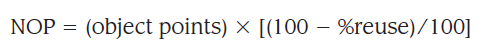 NOP = (object points) × [(100 – %reuse)/100]